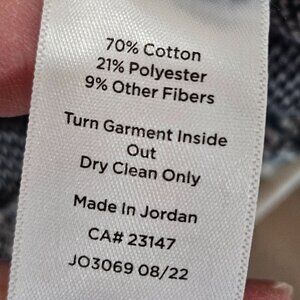 70% Cotton
21% Polyester
9% Other Fibers
Turn Garment Inside
Out
Dry Clean Only
Made In Jordan
CA# 23147
JO3069 08/22